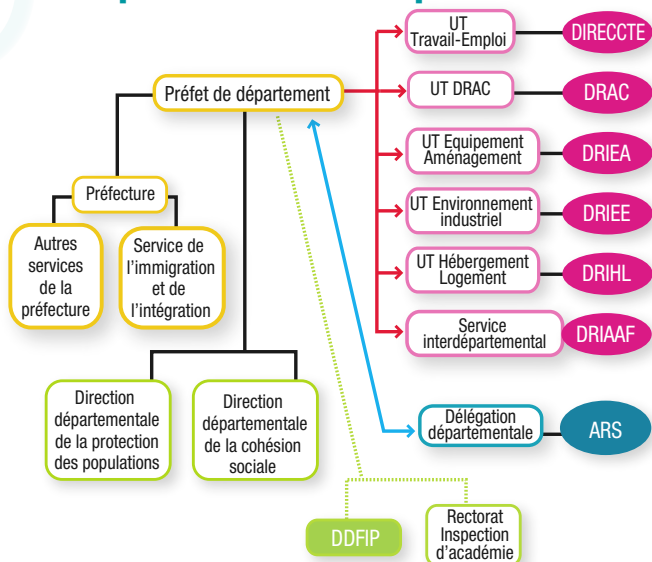 UT
Travail-Emploi
DIRECCTE
Préfet de département
UT DRAC
DRAC
UT Equipement
Aménagement
DRIEA
Préfecture
UT Environnement
industriel
DRIEE
Autres
services
de la
préfecture
Service de
l'immigration
et de
l'intégration
UT Hébergement
Logement
DRIHL
Service
interdépartemental
DRIAAF
Direction
départementale
de la protection
des populations
Direction
départementale
de la cohésion
sociale
Délégation
départementale
ARS
DDFIP
Rectorat
Inspection
d'académie